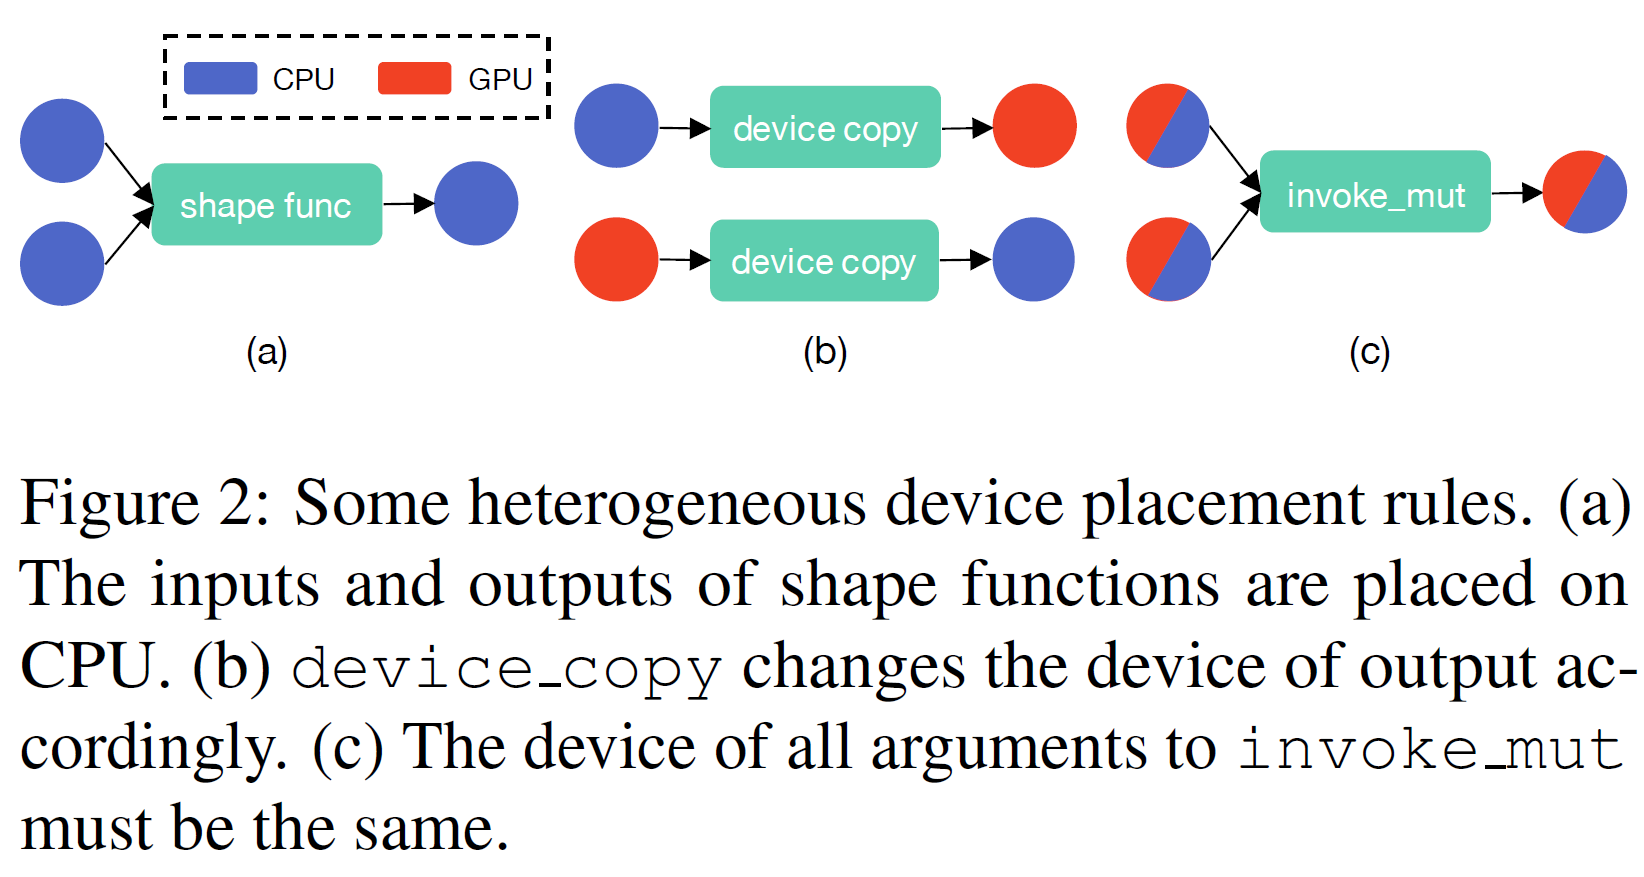 CPU GPU
shape func
device copy
device copy
invoke_mut
(a) (b) (c)
Figure 2: Some heterogeneous device placement rules. (a)
The inputs and outputs of shape functions are placed on
CPU. (b) device_copy changes the device of output ac-
cordingly. (c) The device of all arguments to invoke_mut
must be the same.